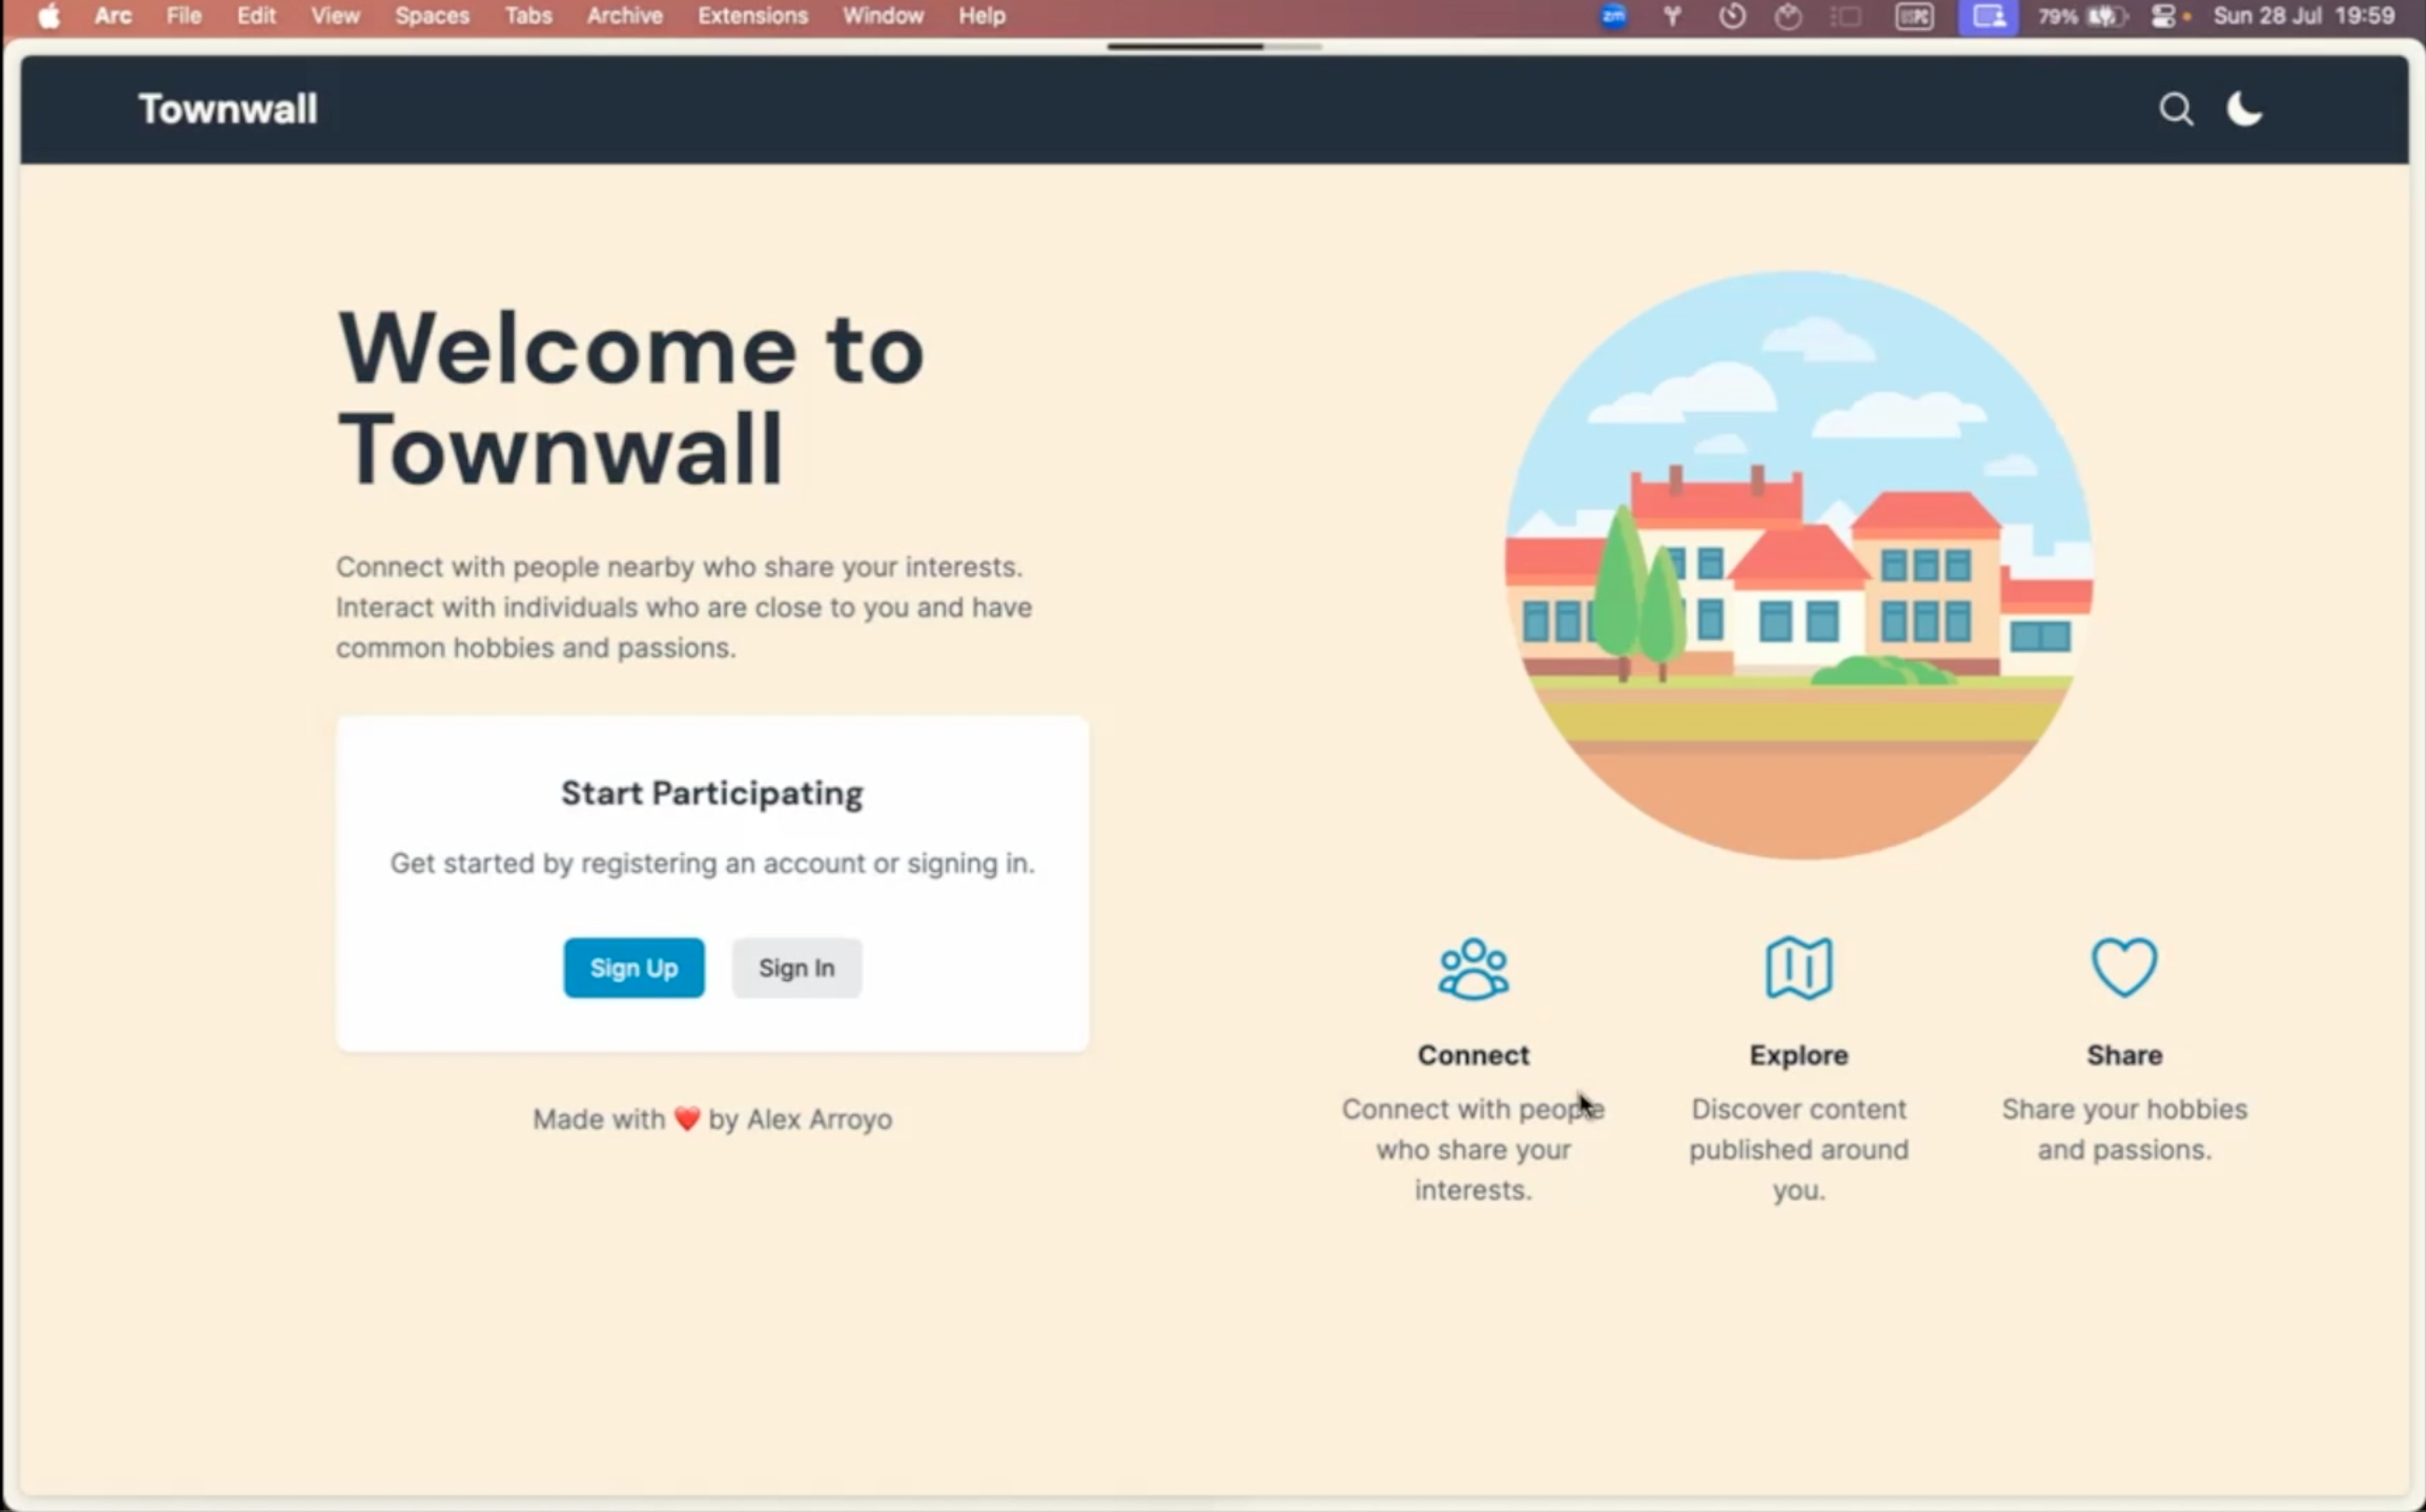 Arc File Edit View Spaces Tabs Archive Extensions Window Help zm 79% Sun 28 Jul 19:59
Townwall
Welcome to
Townwall
Connect with people nearby who share your interests.
Interact with individuals who are close to you and have
common hobbies and passions.
Start Participating
Get started by registering an account or signing in.
Sign Up Sign In
Made with ❤️ by Alex Arroyo
Connect
Connect with people
who share your
interests.
Explore
Discover content
published around
you.
Share
Share your hobbies
and passions.